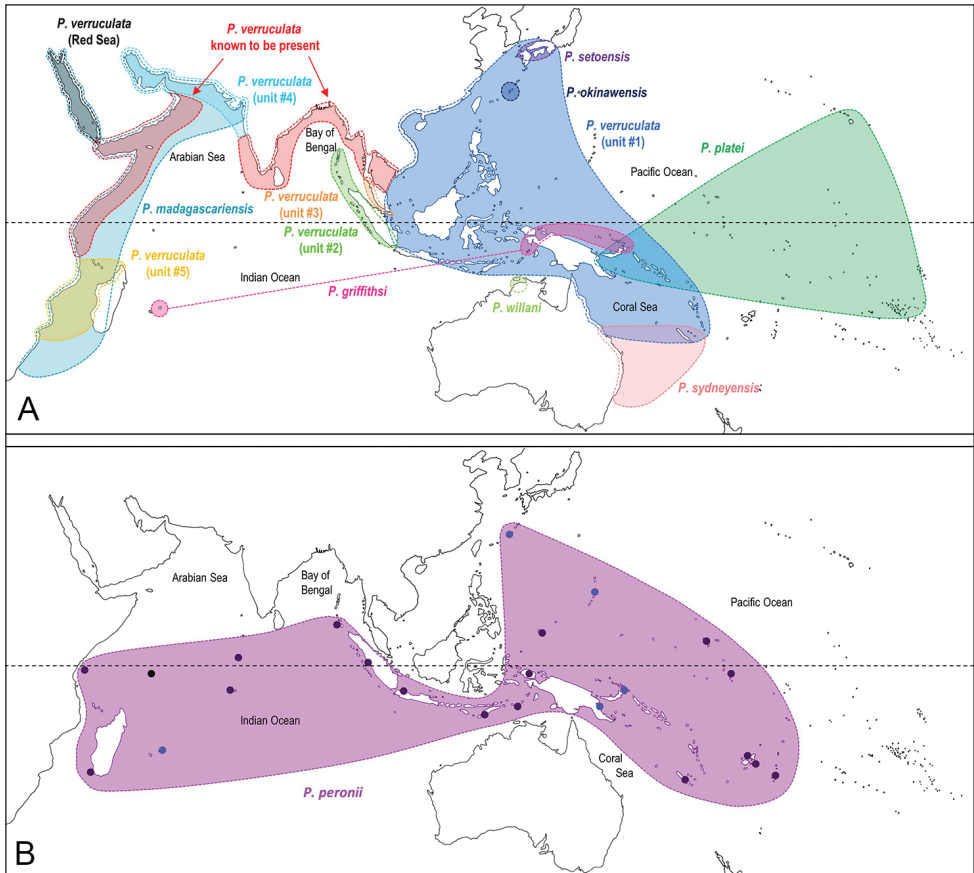 P. verruculata
(Red Sea)
P. verruculata
known to be present
P. verruculata
(unit #4)
P. setoensis
P. okinawensis
P. verruculata
(unit #1)
P. platei
Bay of
Bengal
Arabian Sea
Pacific Ocean
P. madagascariensis
P. verruculata
(unit #3)
P. verruculata
(unit #2)
P. verruculata
(unit #5)
Indian Ocean
P. griffithsi
P. willani
Coral Sea
P. sydneyensis
A
Arabian Sea
Bay of
Bengal
Pacific Ocean
Indian Ocean
Coral
Sea
P. peronii
B